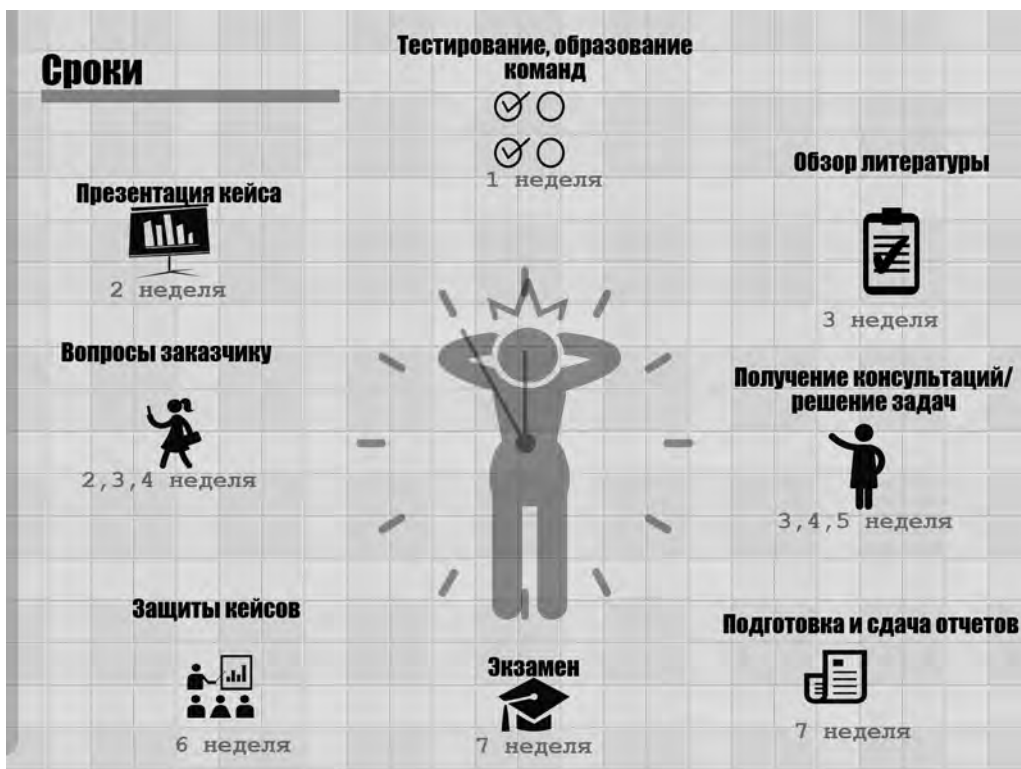 Сроки
Тестирование, образование
команд
1 неделя
Презентация кейса
2 неделя
Обзор литературы
3 неделя
Вопросы заказчику
2,3,4 неделя
Получение консультаций/
решение задач
3,4,5 неделя
Защиты кейсов
6 неделя
Экзамен
7 неделя
Подготовка и сдача отчетов
7 неделя